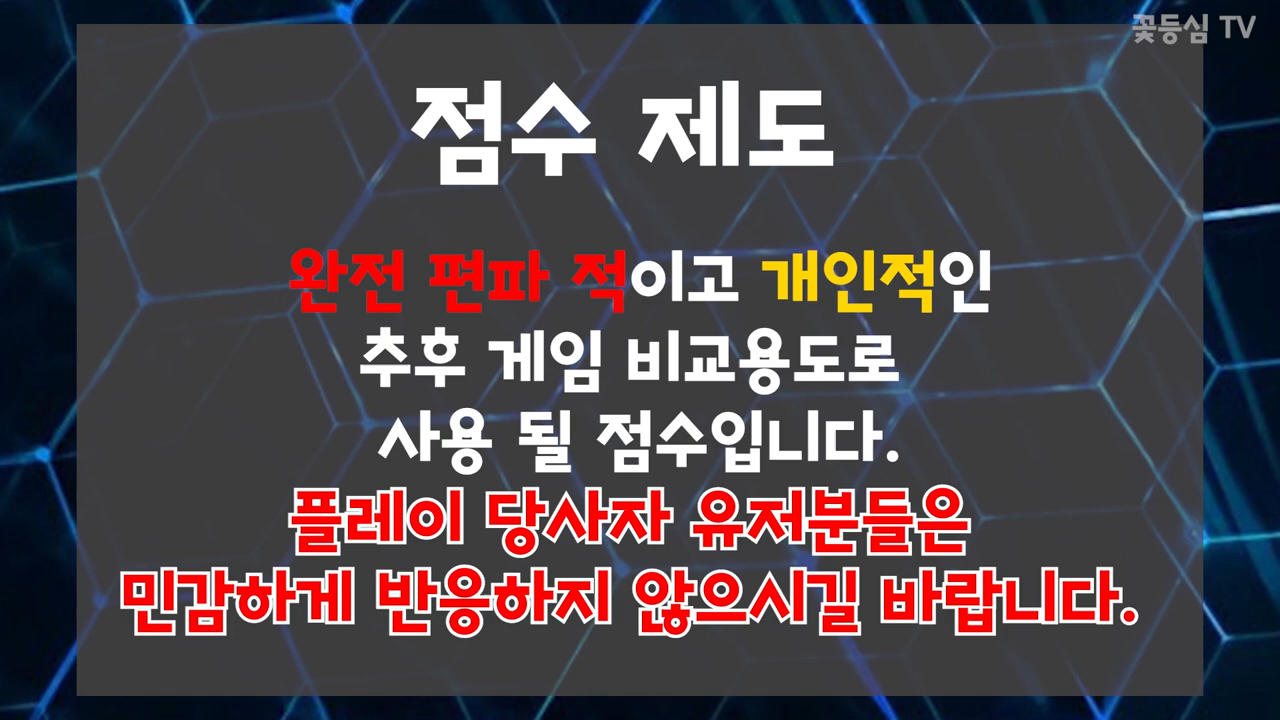 꽃등심 TV
점수 제도
완전 편파 적이고 개인적인
추후 게임 비교용도로
사용 될 점수입니다.
플레이 당사자 유저분들은
민감하게 반응하지 않으시길 바랍니다.